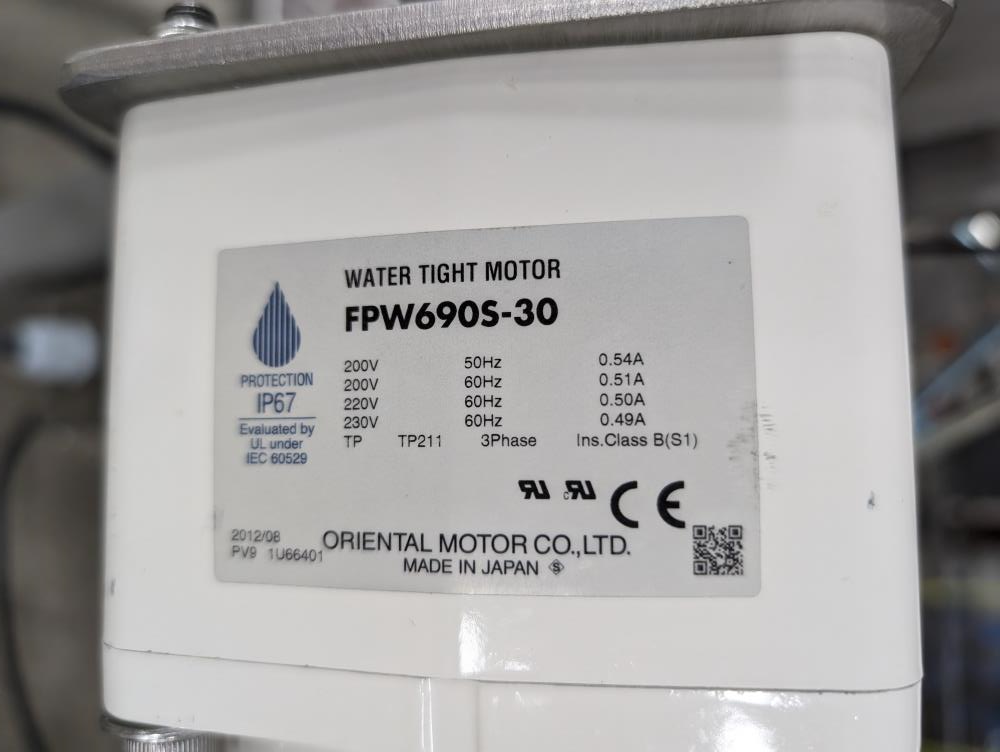 WATER TIGHT MOTOR
FPW690S-30
200V 50Hz 0.54A
200V 60Hz 0.51A
220V 60Hz 0.50A
230V 60Hz 0.49A
TP TP211 3Phase Ins.Class B(S1)
PROTECTION
IP67
Evaluated by
UL under
IEC 60529
RU cRU CE
2012/08
PV9 1U66401
ORIENTAL MOTOR CO.,LTD.
MADE IN JAPAN S